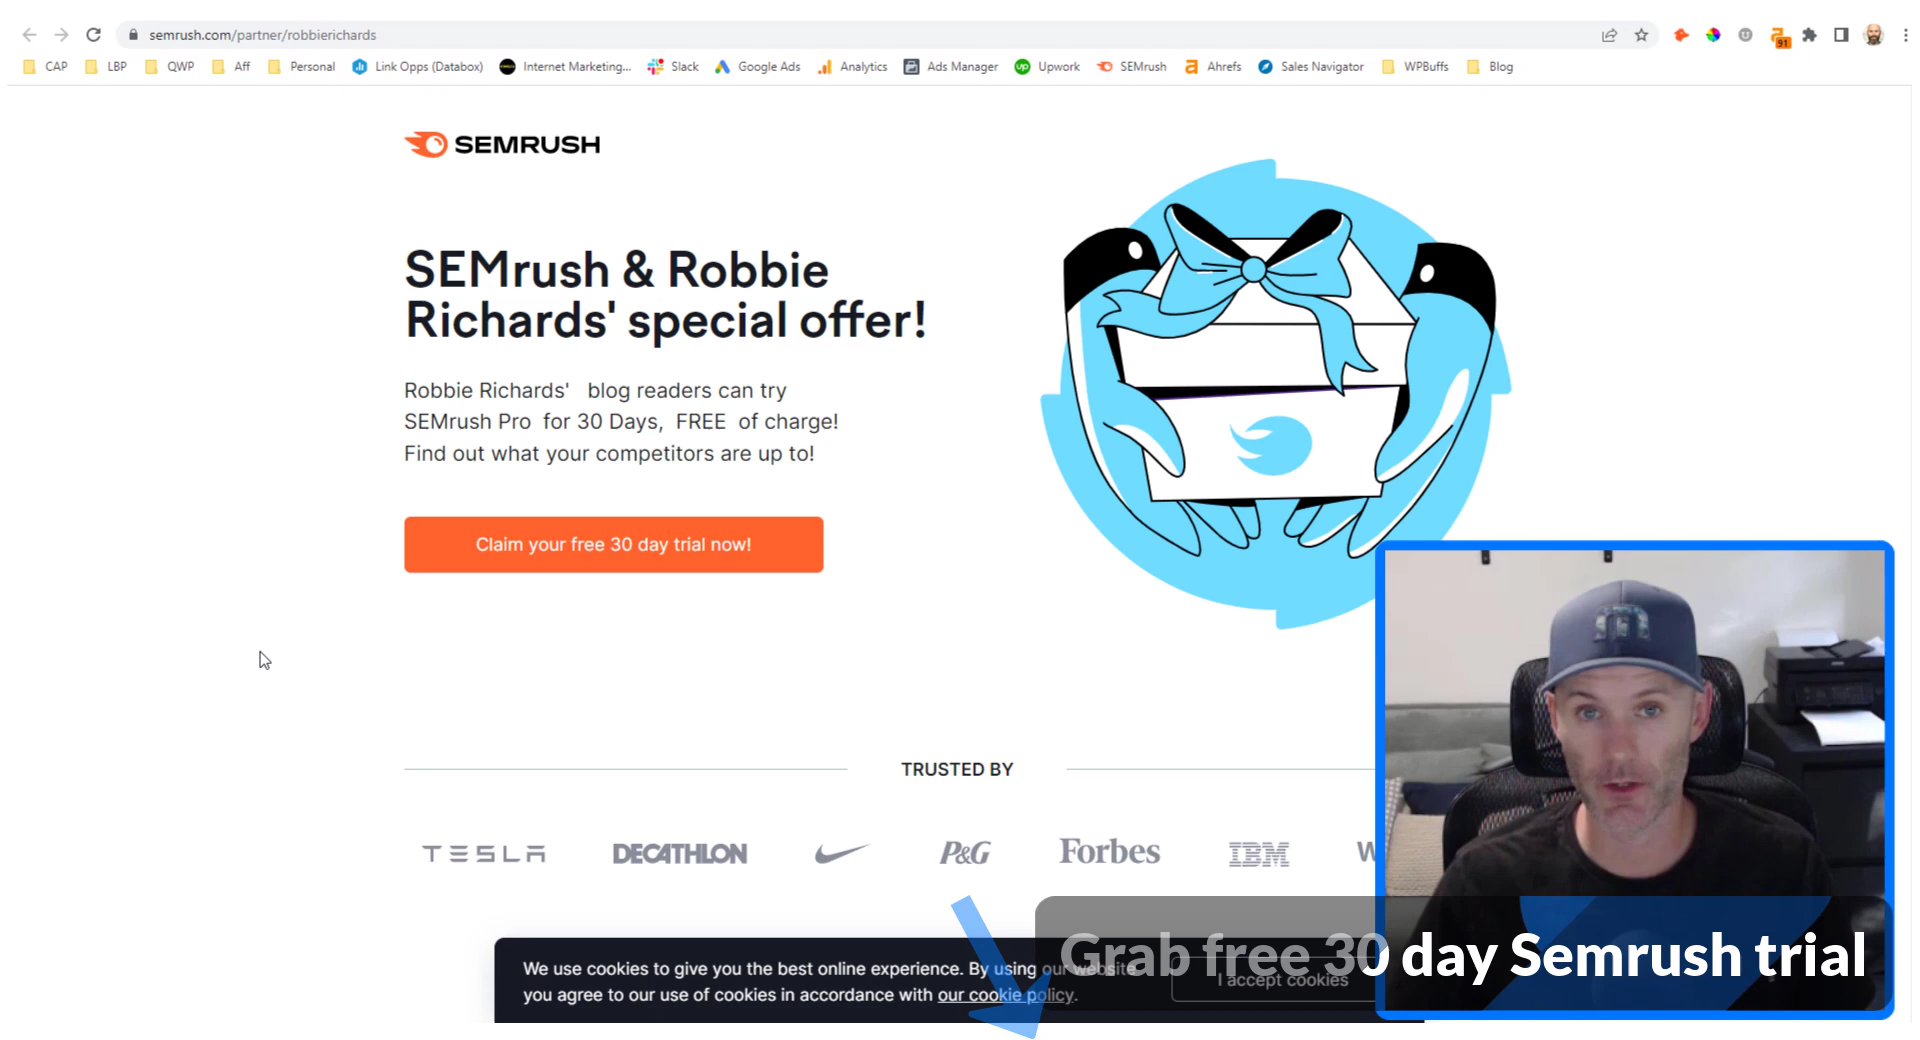 semrush.com/partner/robbierichards
91
CAP LBP QWP Aff Personal Link Opps (Databox) Internet Marketing... Slack Google Ads Analytics Ads Manager Upwork SEMrush Ahrefs Sales Navigator WPBuffs Blog
SEMRUSH
SEMrush & Robbie
Richards' special offer!
Robbie Richards' blog readers can try
SEMrush Pro for 30 Days, FREE of charge!
Find out what your competitors are up to!
Claim your free 30 day trial now!
TRUSTED BY
TESLA DECATHLON P&G Forbes IBM W
We use cookies to give you the best online experience. By using our website
you agree to our use of cookies in accordance with our cookie policy.
I accept cookies
Grab free 30 day Semrush trial